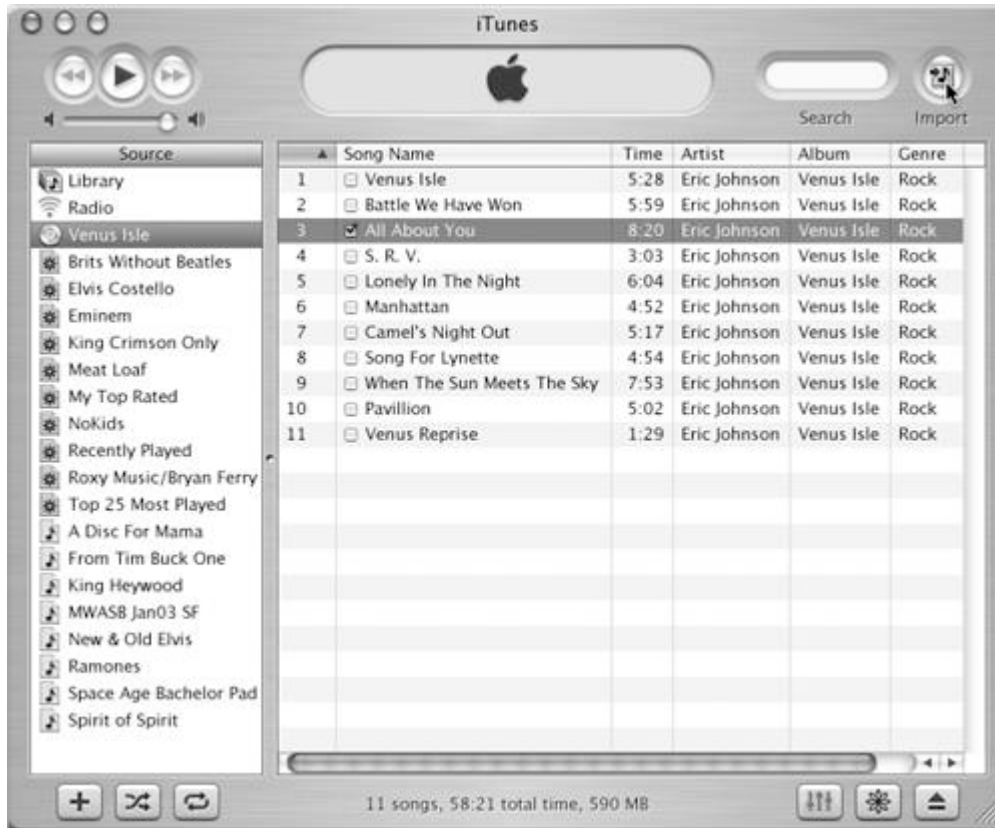 iTunes
Search
Import
Source
Library
Radio
Venus Isle
Brits Without Beatles
Elvis Costello
Eminem
King Crimson Only
Meat Loaf
My Top Rated
NoKids
Recently Played
Roxy Music/Bryan Ferry
Top 25 Most Played
A Disc For Mama
From Tim Buck One
King Heywood
MWASB Jan03 SF
New & Old Elvis
Ramones
Space Age Bachelor Pad
Spirit of Spirit
Song Name Time Artist Album Genre
1 Venus Isle 5:28 Eric Johnson Venus Isle Rock
2 Battle We Have Won 5:59 Eric Johnson Venus Isle Rock
3 All About You 8:20 Eric Johnson Venus Isle Rock
4 S. R. V. 3:03 Eric Johnson Venus Isle Rock
5 Lonely In The Night 6:04 Eric Johnson Venus Isle Rock
6 Manhattan 4:52 Eric Johnson Venus Isle Rock
7 Camel's Night Out 5:17 Eric Johnson Venus Isle Rock
8 Song For Lynette 4:54 Eric Johnson Venus Isle Rock
9 When The Sun Meets The Sky 7:53 Eric Johnson Venus Isle Rock
10 Pavillion 5:02 Eric Johnson Venus Isle Rock
11 Venus Reprise 1:29 Eric Johnson Venus Isle Rock
11 songs, 58:21 total time, 590 MB